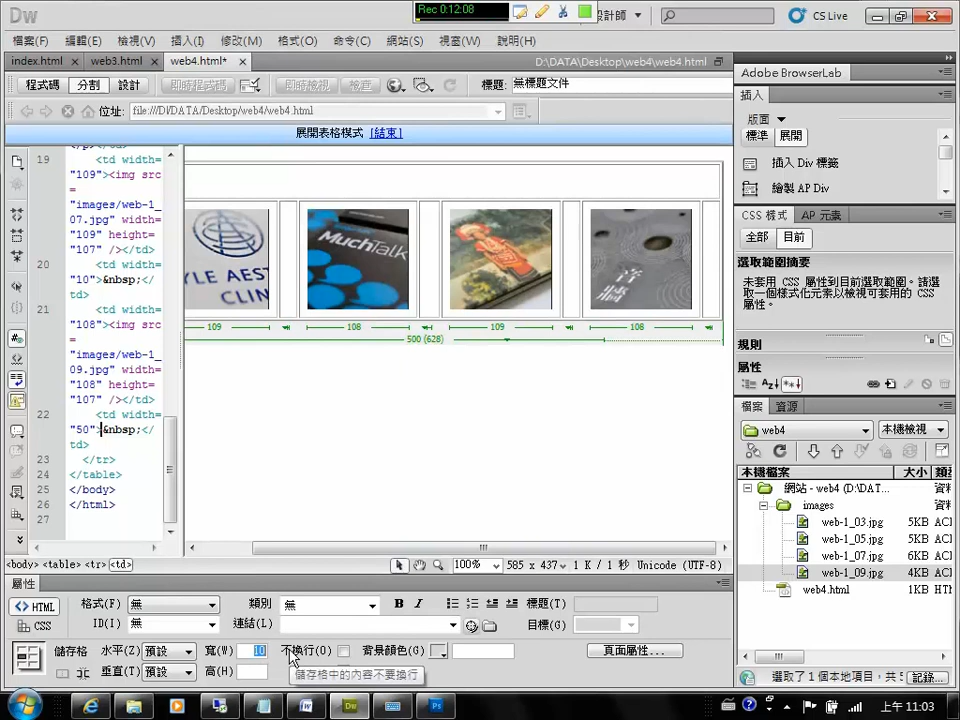 Dw
Rec 0:12:08
設計師
CS Live
檔案(F) 編輯(E) 檢視(V) 插入(I) 修改(M) 格式(O) 命令(C) 網站(S) 視窗(W) 說明(H)
index.html × web3.html × web4.html* × D:\DATA\Desktop\web4\web4.html
程式碼 分割 設計 即時程式碼 即時檢視 檢查 標題: 無標題文件
位址: file:///D|/DATA/Desktop/web4/web4.html
展開表格模式 [結束]
19 <td width=
"109"><img src
=
"images/web-1_
07.jpg" width=
"109" height=
"107" /></td>
20 <td width=
"10">&nbsp;</
td>
21 <td width=
"108"><img src
=
"images/web-1_
09.jpg" width=
"108" height=
"107" /></td>
22 <td width=
"50">&nbsp;</
td>
23 </tr>
24 </table>
25 </body>
26 </html>
27
YLE AEST
CLIN
MuchTalk
109 108 109 108
500 (628)
<body> <table> <tr> <td> 100% 585 x 437 1 K / 1 秒 Unicode (UTF-8)
屬性
<> HTML 格式(F) 無 類別 無 B I 標題(T)
CSS ID(I) 無 連結(L) 目標(G)
儲存格 水平(Z) 預設 寬(W) 10 不換行(O) 背景顏色(G) 頁面屬性...
垂直(T) 預設 高(H) 儲存格中的內容不要換行
Adobe BrowserLab
插入
版面
標準 展開
插入 Div 標籤
繪製 AP Div
CSS 樣式 AP 元素
全部 目前
選取範圍摘要
未套用 CSS 屬性到目前選取範圍。請選
取一個樣式化元素以檢視可套用的 CSS
屬性。
規則
屬性
檔案 資源
web4 本機檢視
本機檔案 大小 類型
網站 - web4 (D:\DAT... 資料
images 資料
web-1_03.jpg 5KB ACI
web-1_05.jpg 5KB ACI
web-1_07.jpg 6KB ACI
web-1_09.jpg 4KB ACI
web4.html 1KB HTM
選取了 1 個本地項目，共 5 記錄...
上午 11:03